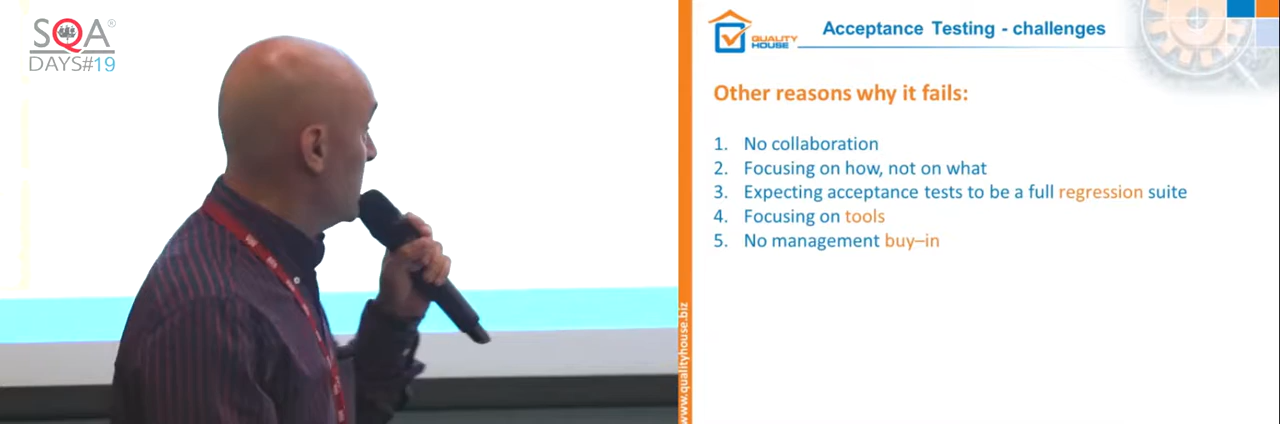 SQA
DAYS#19
QUALITY
HOUSE
Acceptance Testing - challenges
Other reasons why it fails:
1. No collaboration
2. Focusing on how, not on what
3. Expecting acceptance tests to be a full regression suite
4. Focusing on tools
5. No management buy–in
www.qualityhouse.biz